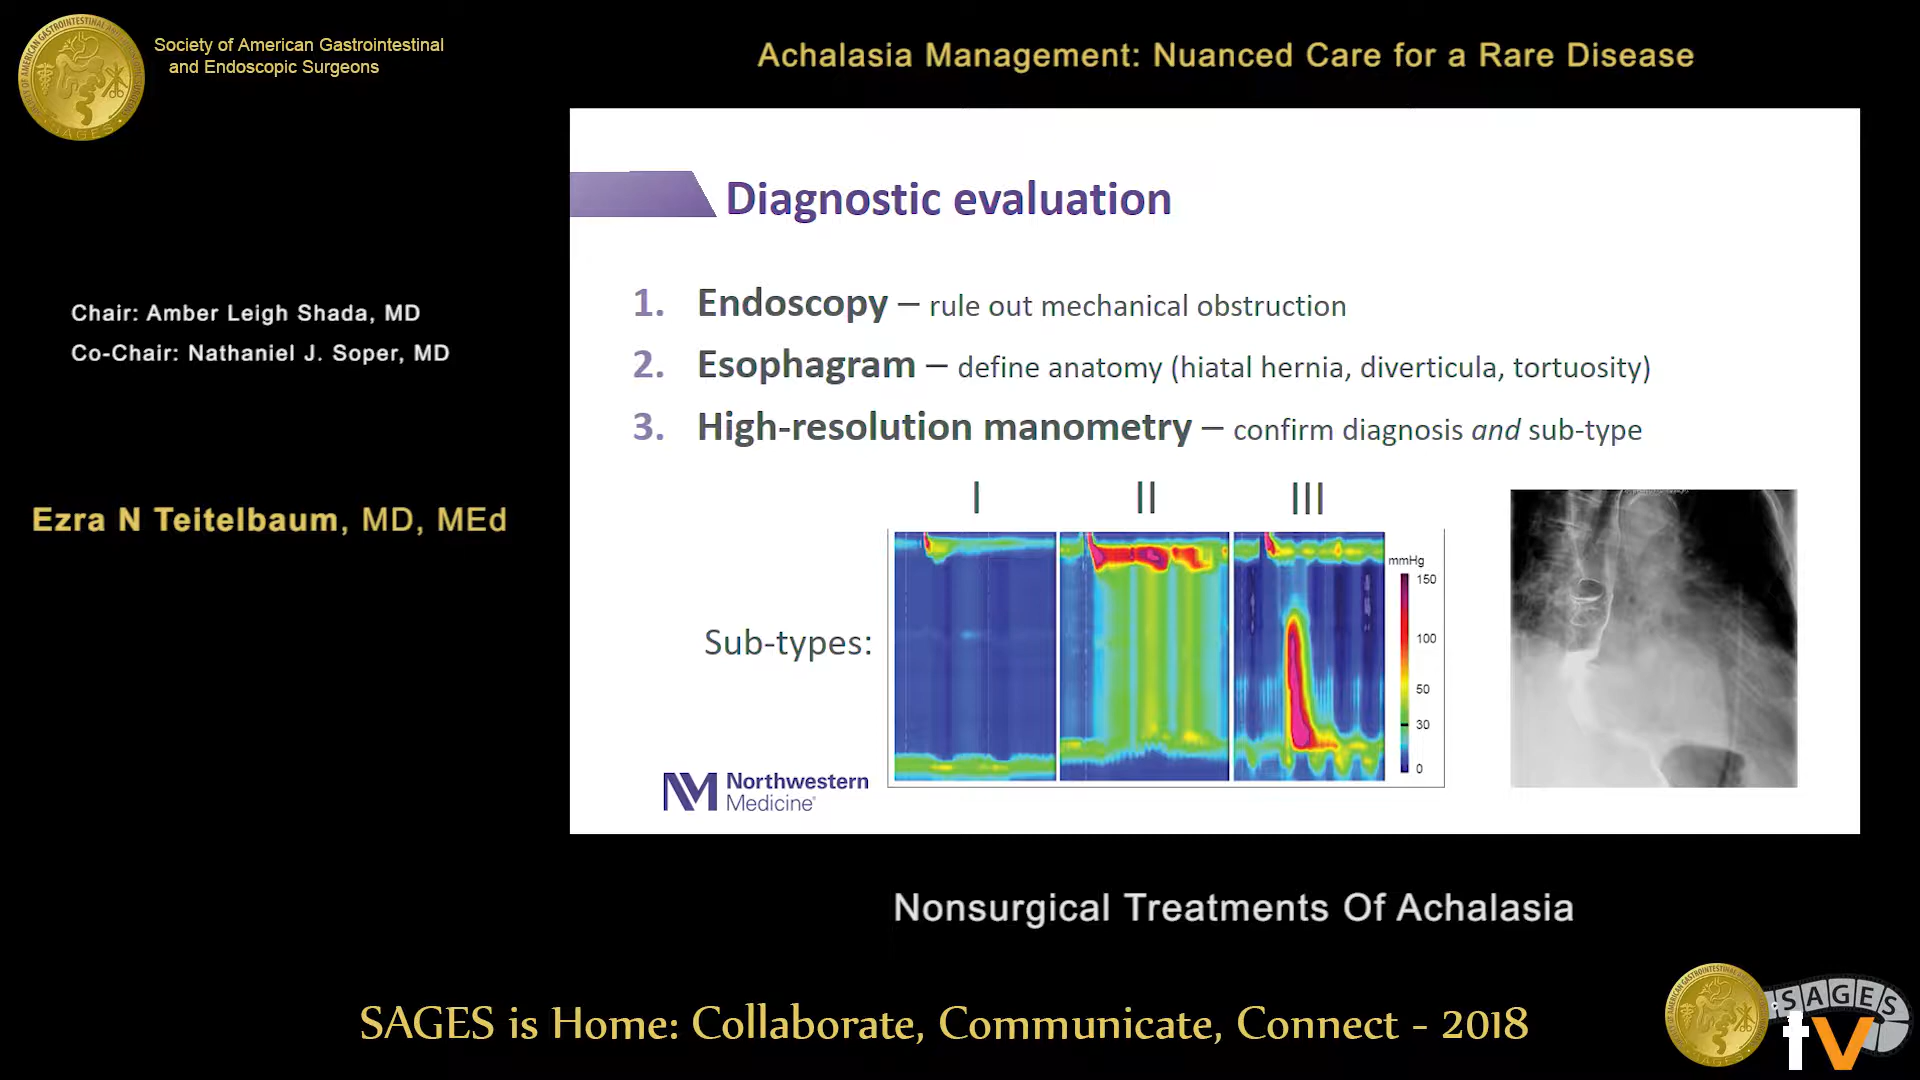 Society of American Gastrointestinal
and Endoscopic Surgeons
Achalasia Management: Nuanced Care for a Rare Disease
Chair: Amber Leigh Shada, MD
Co-Chair: Nathaniel J. Soper, MD
Ezra N Teitelbaum, MD, MEd
Diagnostic evaluation
1. Endoscopy – rule out mechanical obstruction
2. Esophagram – define anatomy (hiatal hernia, diverticula, tortuosity)
3. High-resolution manometry – confirm diagnosis and sub-type
I II III
Sub-types:
mmHg
150
100
50
30
0
Northwestern
Medicine
Nonsurgical Treatments Of Achalasia
SAGES is Home: Collaborate, Communicate, Connect - 2018
SAGES
tv